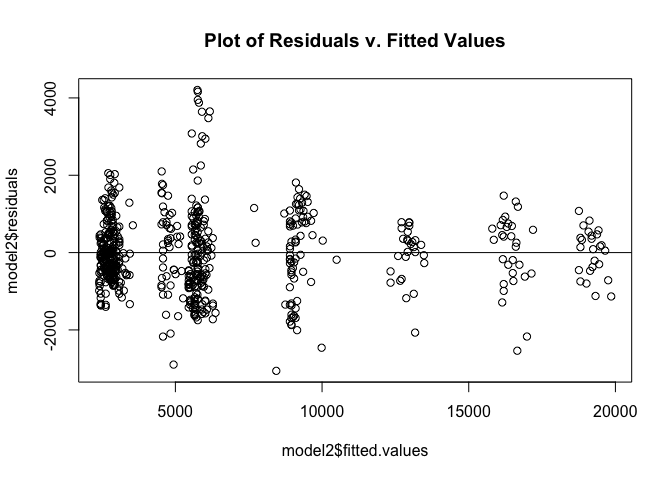 Plot of Residuals v. Fitted Values
model2$residuals
4000
2000
0
-2000
5000 10000 15000 20000
model2$fitted.values